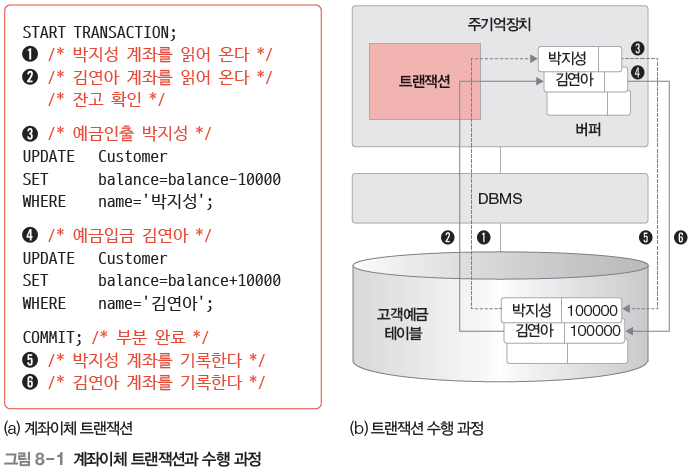 START TRANSACTION;
❶ /* 박지성 계좌를 읽어 온다 */
❷ /* 김연아 계좌를 읽어 온다 */
/* 잔고 확인 */
❸ /* 예금인출 박지성 */
UPDATE Customer
SET balance=balance-10000
WHERE name='박지성';
❹ /* 예금입금 김연아 */
UPDATE Customer
SET balance=balance+10000
WHERE name='김연아';
COMMIT; /* 부분 완료 */
❺ /* 박지성 계좌를 기록한다 */
❻ /* 김연아 계좌를 기록한다 */
(a) 계좌이체 트랜잭션
주기억장치
트랜잭션
박지성
❸
김연아
❹
버퍼
DBMS
❷ ❶ ❺ ❻
고객예금
테이블
박지성 100000
김연아 100000
(b) 트랜잭션 수행 과정
그림 8-1 계좌이체 트랜잭션과 수행 과정